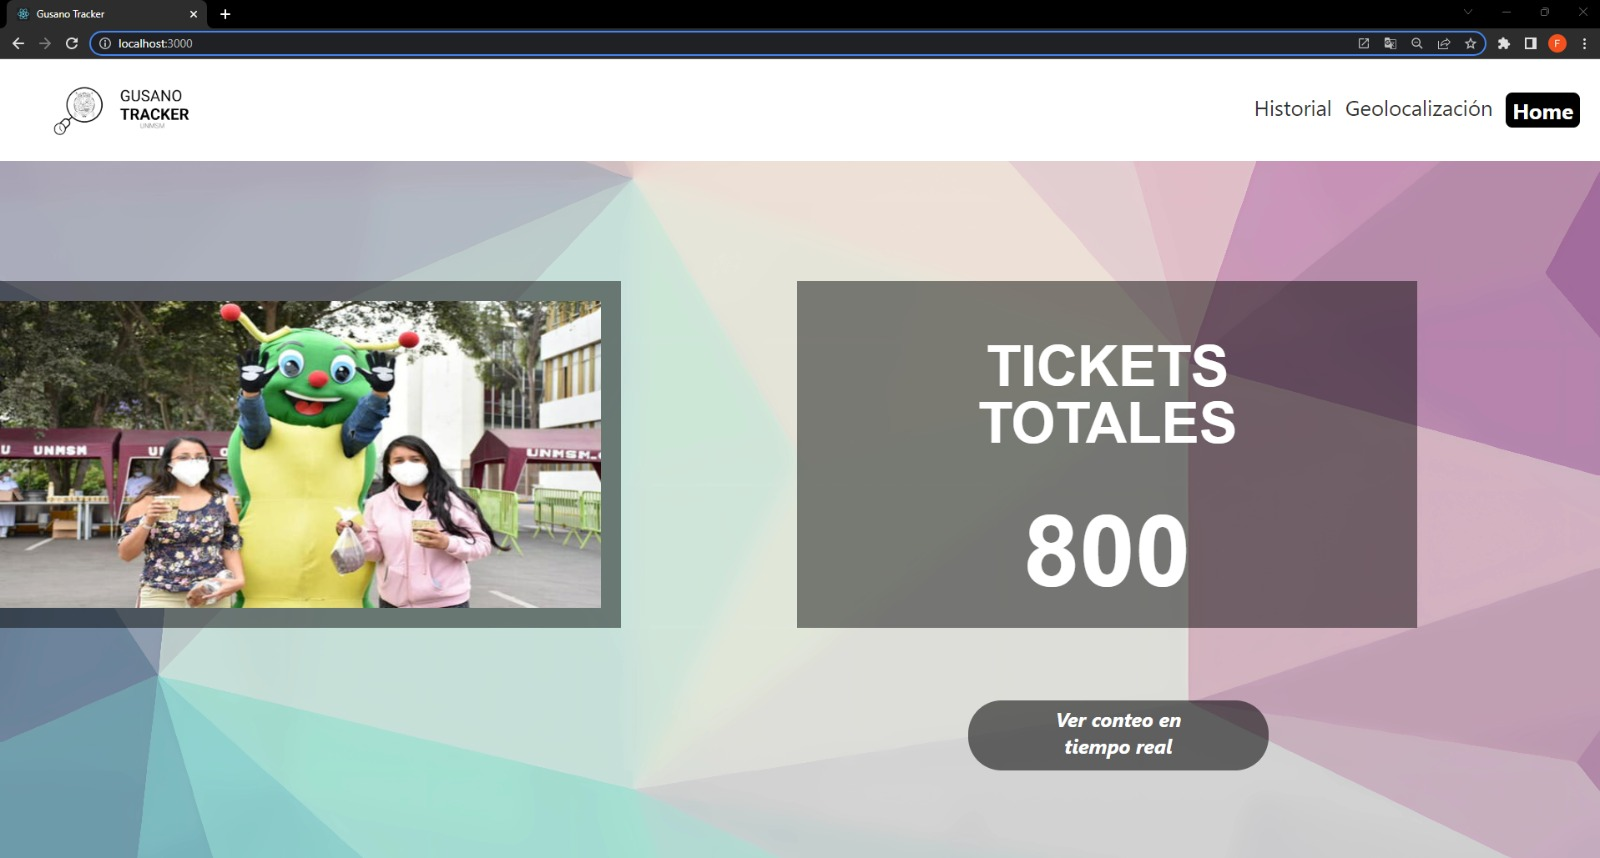 Gusano Tracker
localhost:3000
F
GUSANO
TRACKER
UNMSM
Historial Geolocalización Home
U UNMSM
UNMSM
TICKETS
TOTALES
800
Ver conteo en
tiempo real